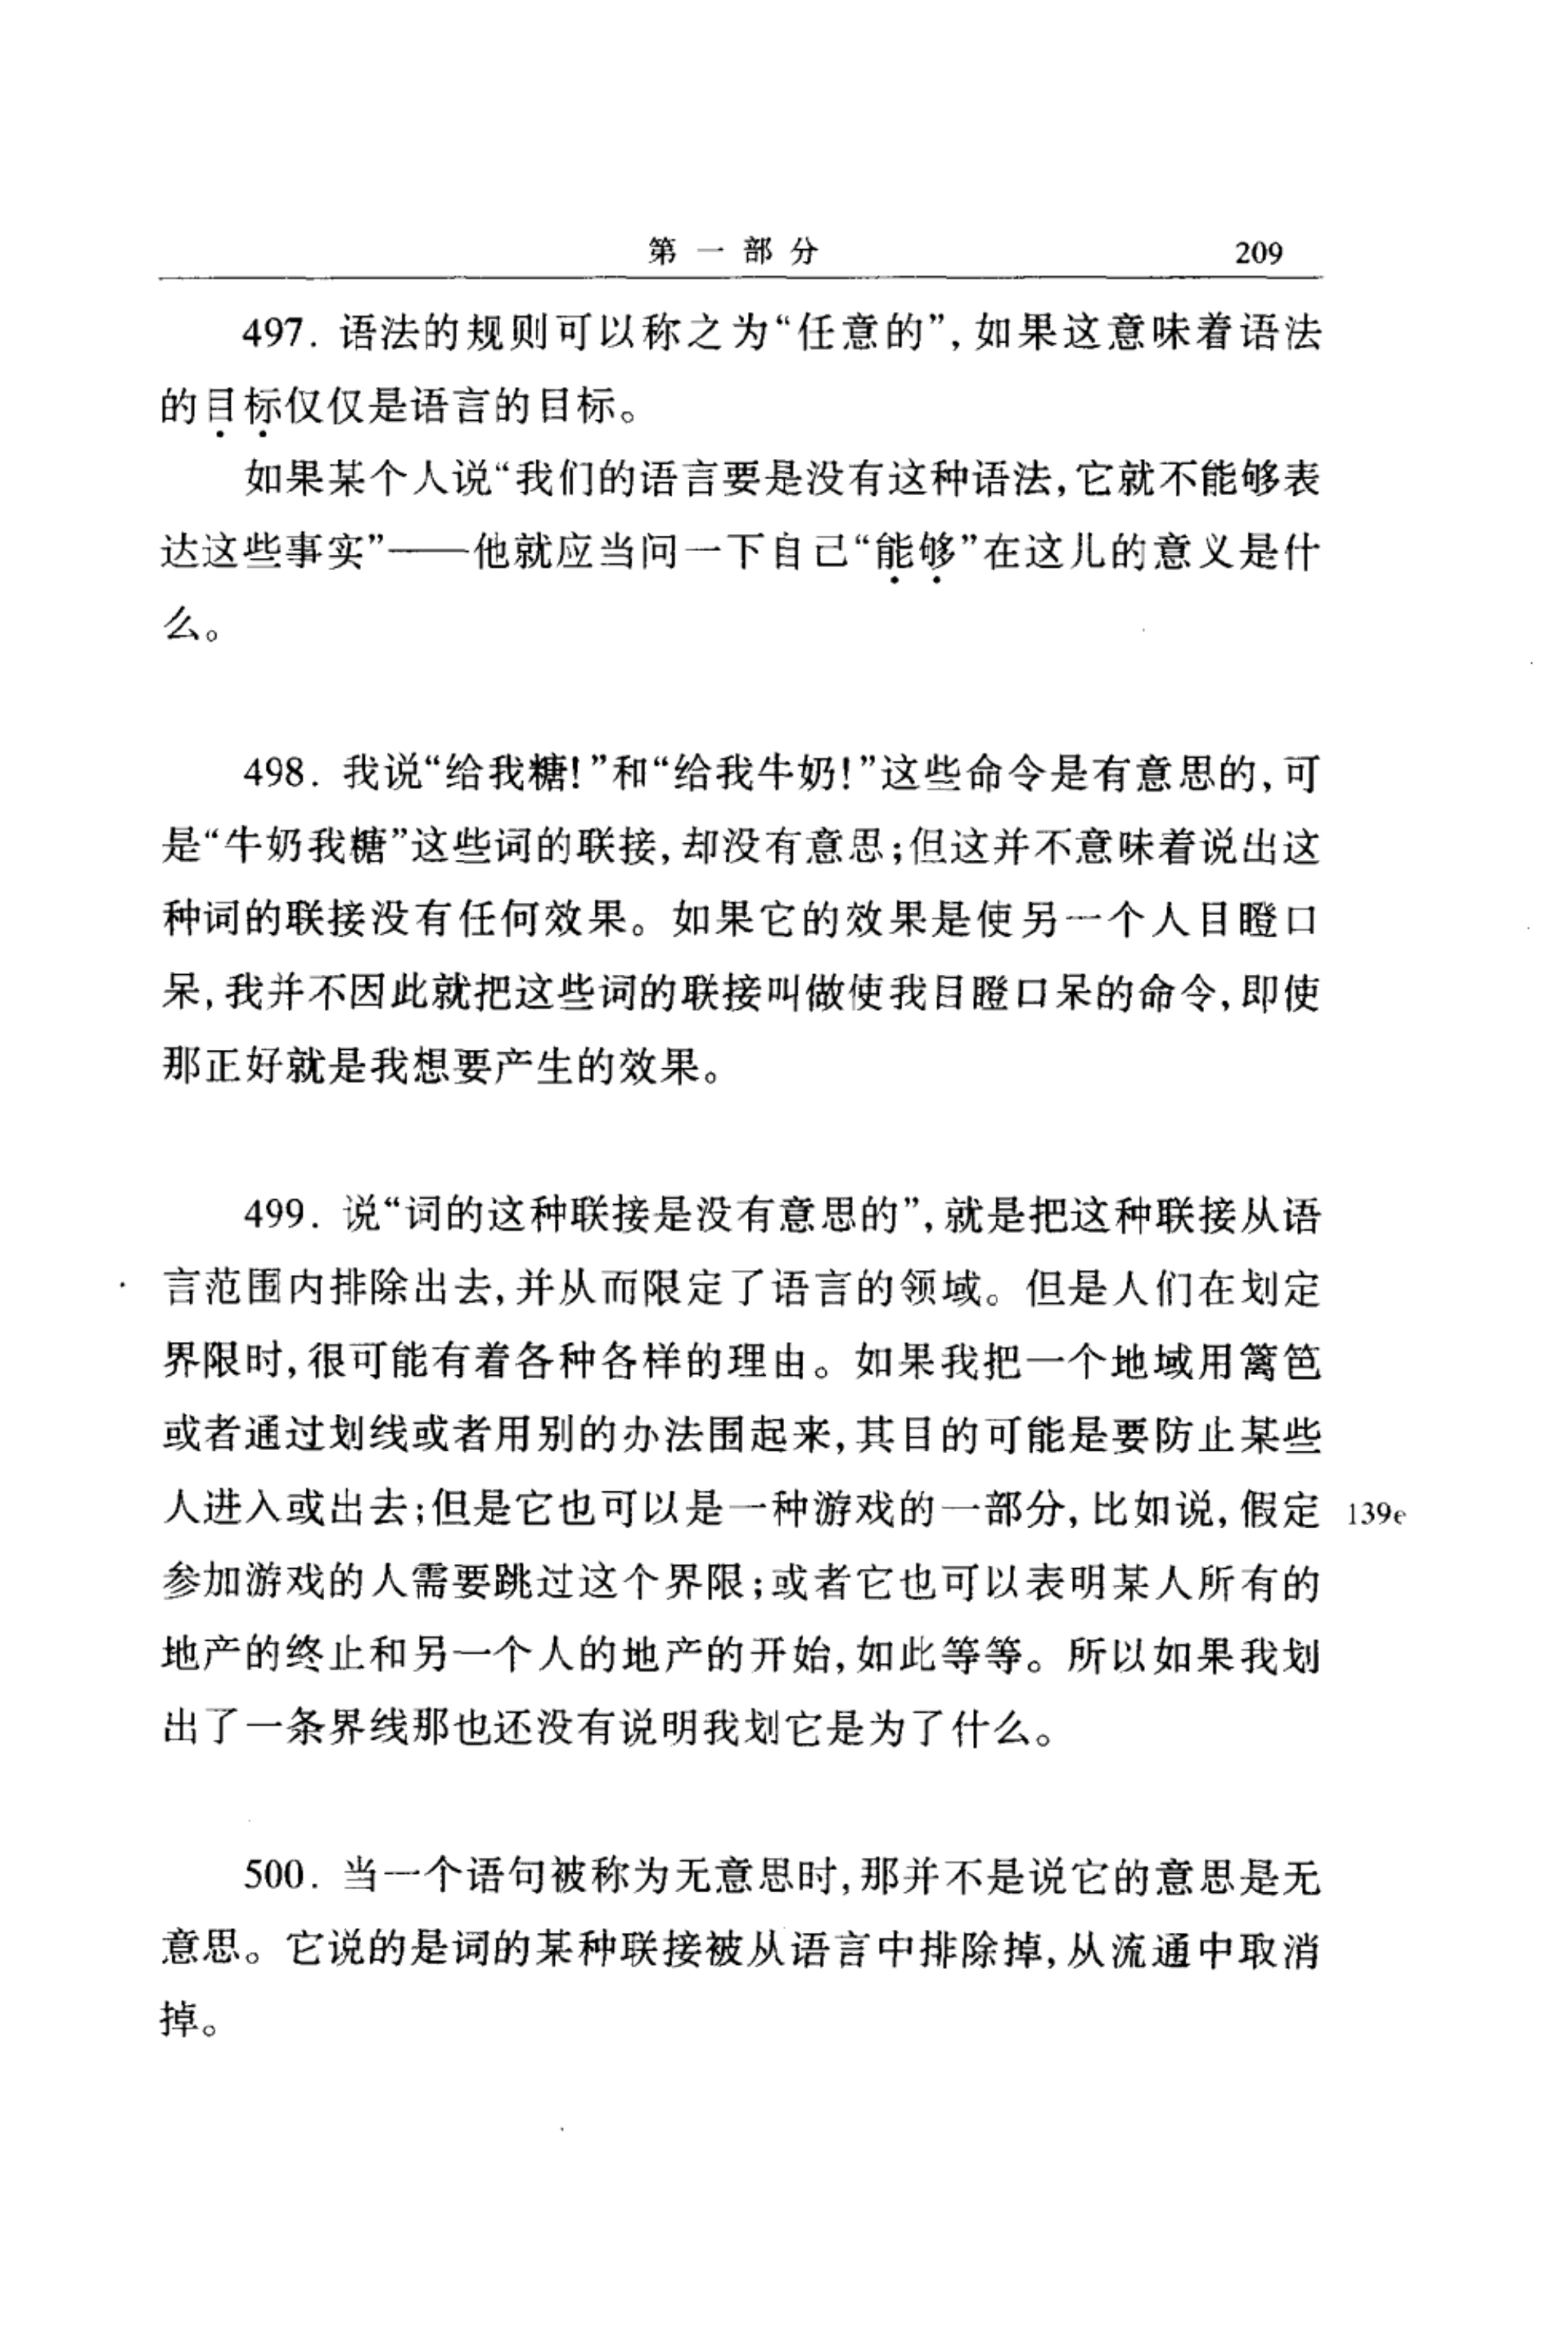 第一部分 209
497. 语法的规则可以称之为“任意的”,如果这意味着语法
的目标仅仅是语言的目标。
如果某个人说“我们的语言要是没有这种语法,它就不能够表
达这些事实”——他就应当问一下自己“能够”在这儿的意义是什
么。
498. 我说“给我糖!”和“给我牛奶!”这些命令是有意思的,可
是“牛奶我糖”这些词的联接,却没有意思;但这并不意味着说出这
种词的联接没有任何效果。如果它的效果是使另一个人目瞪口
呆,我并不因此就把这些词的联接叫做使我目瞪口呆的命令,即使
那正好就是我想要产生的效果。
499. 说“词的这种联接是没有意思的”,就是把这种联接从语
言范围内排除出去,并从而限定了语言的领域。但是人们在划定
界限时,很可能有着各种各样的理由。如果我把一个地域用篱笆
或者通过划线或者用别的办法围起来,其目的可能是要防止某些
人进入或出去;但是它也可以是一种游戏的一部分,比如说,假定 139e
参加游戏的人需要跳过这个界限;或者它也可以表明某人所有的
地产的终止和另一个人的地产的开始,如此等等。所以如果我划
出了一条界线那也还没有说明我划它是为了什么。
500. 当一个语句被称为无意思时,那并不是说它的意思是无
意思。它说的是词的某种联接被从语言中排除掉,从流通中取消
掉。